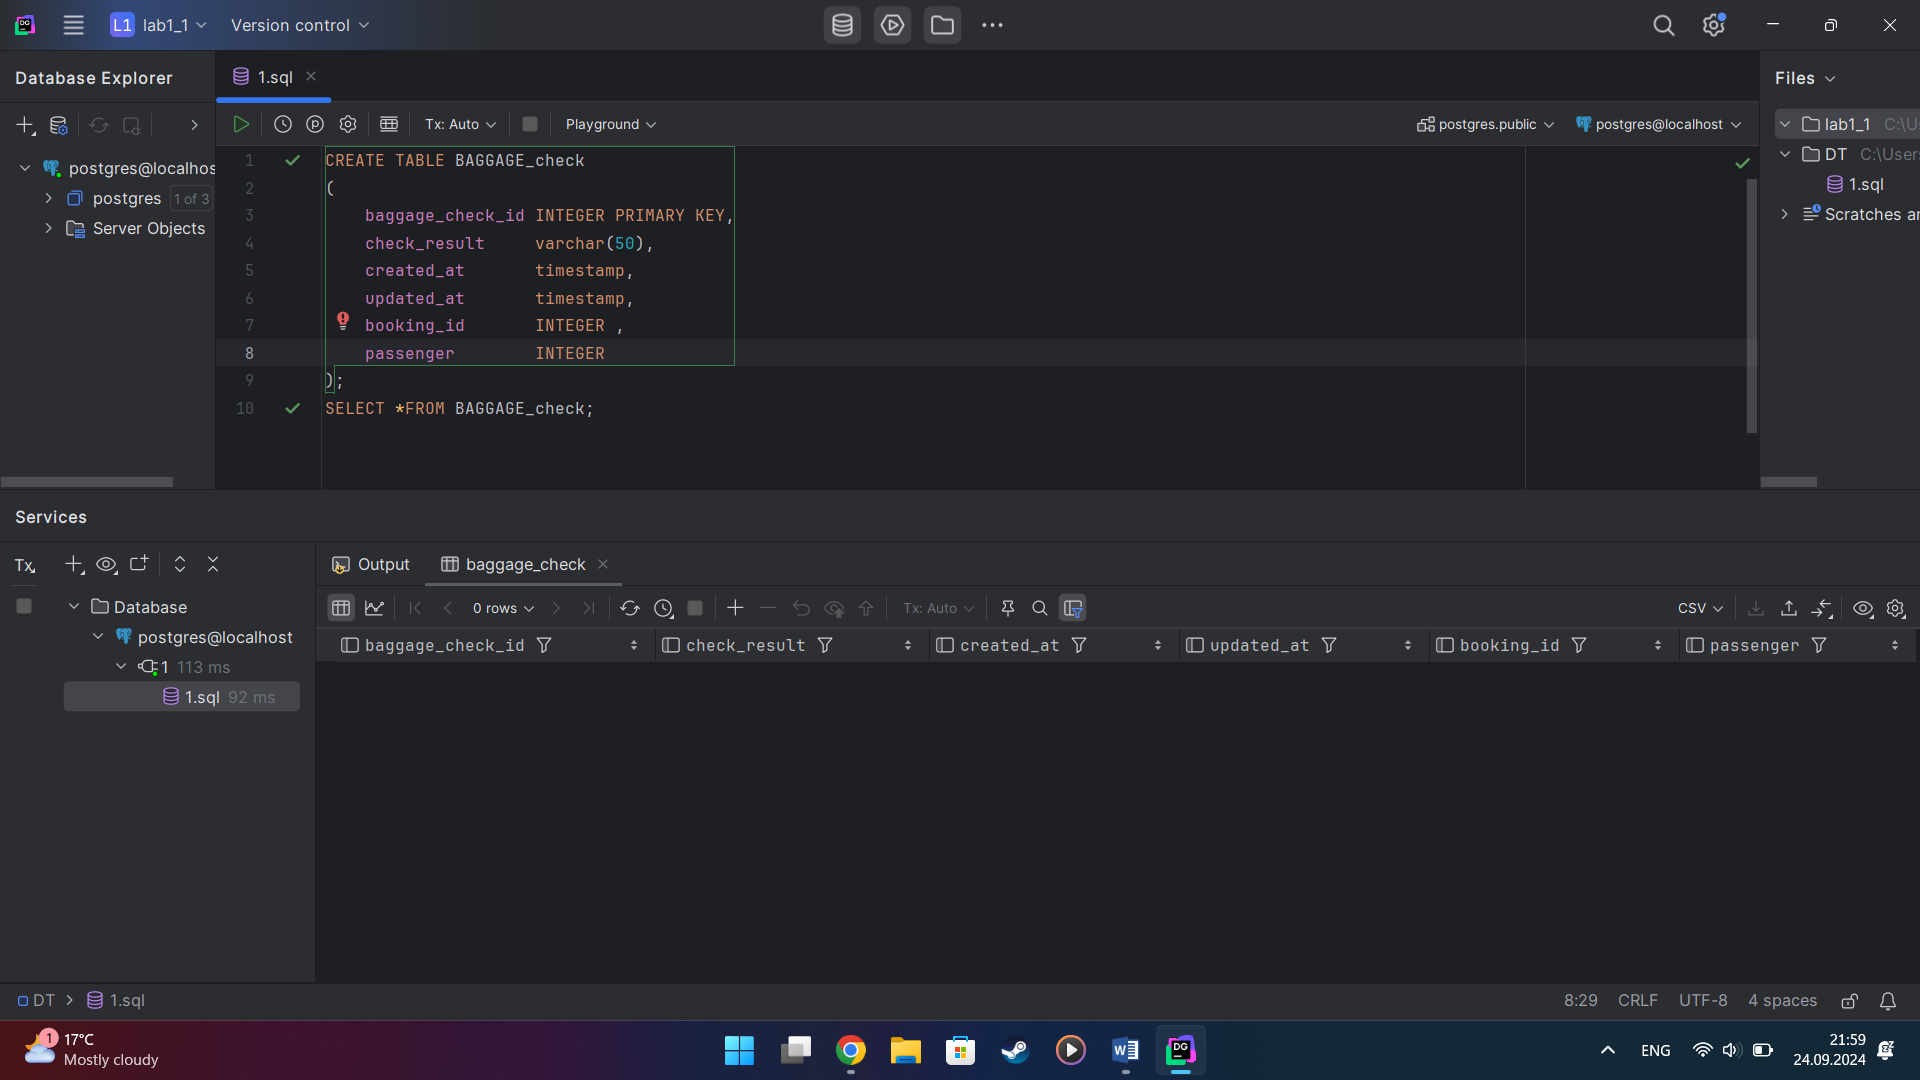 L1 lab1_1 Version control
Database Explorer
1.sql
Files
Tx: Auto Playground postgres.public postgres@localhost
lab1_1 C:\U
DT C:\User
1.sql
Scratches a
postgres@localhos
postgres 1 of 3
Server Objects
1 CREATE TABLE BAGGAGE_check
2 (
3 baggage_check_id INTEGER PRIMARY KEY,
4 check_result varchar(50),
5 created_at timestamp,
6 updated_at timestamp,
7 booking_id INTEGER ,
8 passenger INTEGER
9 );
10 SELECT *FROM BAGGAGE_check;
Services
Tx
Output baggage_check
0 rows Tx: Auto CSV
baggage_check_id check_result created_at updated_at booking_id passenger
Database
postgres@localhost
1 113 ms
1.sql 92 ms
DT 1.sql
8:29 CRLF UTF-8 4 spaces
1
17°C
Mostly cloudy
DG
ENG
21:59
24.09.2024